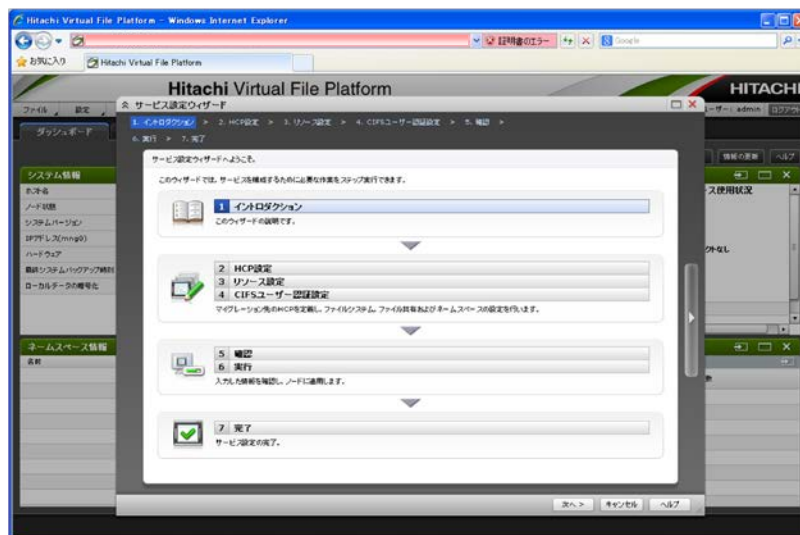 Hitachi Virtual File Platform - Windows Internet Explorer
証明書のエラー
Google
お気に入り
Hitachi Virtual File Platform
Hitachi Virtual File Platform
HITACHI
ファイル 設定
ーザー: admin
ログアウト
ダッシュボード
情報の更新 ヘルプ
サービス設定ウィザード
1. イントロダクション > 2. HCP設定 > 3. リソース設定 > 4. CIFSユーザー認証設定 > 5. 確認 >
6. 実行 > 7. 完了
サービス設定ウィザードへようこそ。
このウィザードでは、サービスを構成するために必要な作業をステップ実行できます。
1 イントロダクション
このウィザードの説明です。
2 HCP設定
3 リソース設定
4 CIFSユーザー認証設定
マイグレーション先のHCPを定義し、ファイルシステム、ファイル共有およびネームスペースの設定を行います。
5 確認
6 実行
入力した情報を確認し、ノードに適用します。
7 完了
サービス設定の完了。
次へ > キャンセル ヘルプ
システム情報
ホスト名
ノード状態
システムバージョン
IPアドレス(mng0)
ハードウェア
最終システムバックアップ時刻
ローカルデータの暗号化
ース使用状況
クトなし
ネームスペース情報
名前